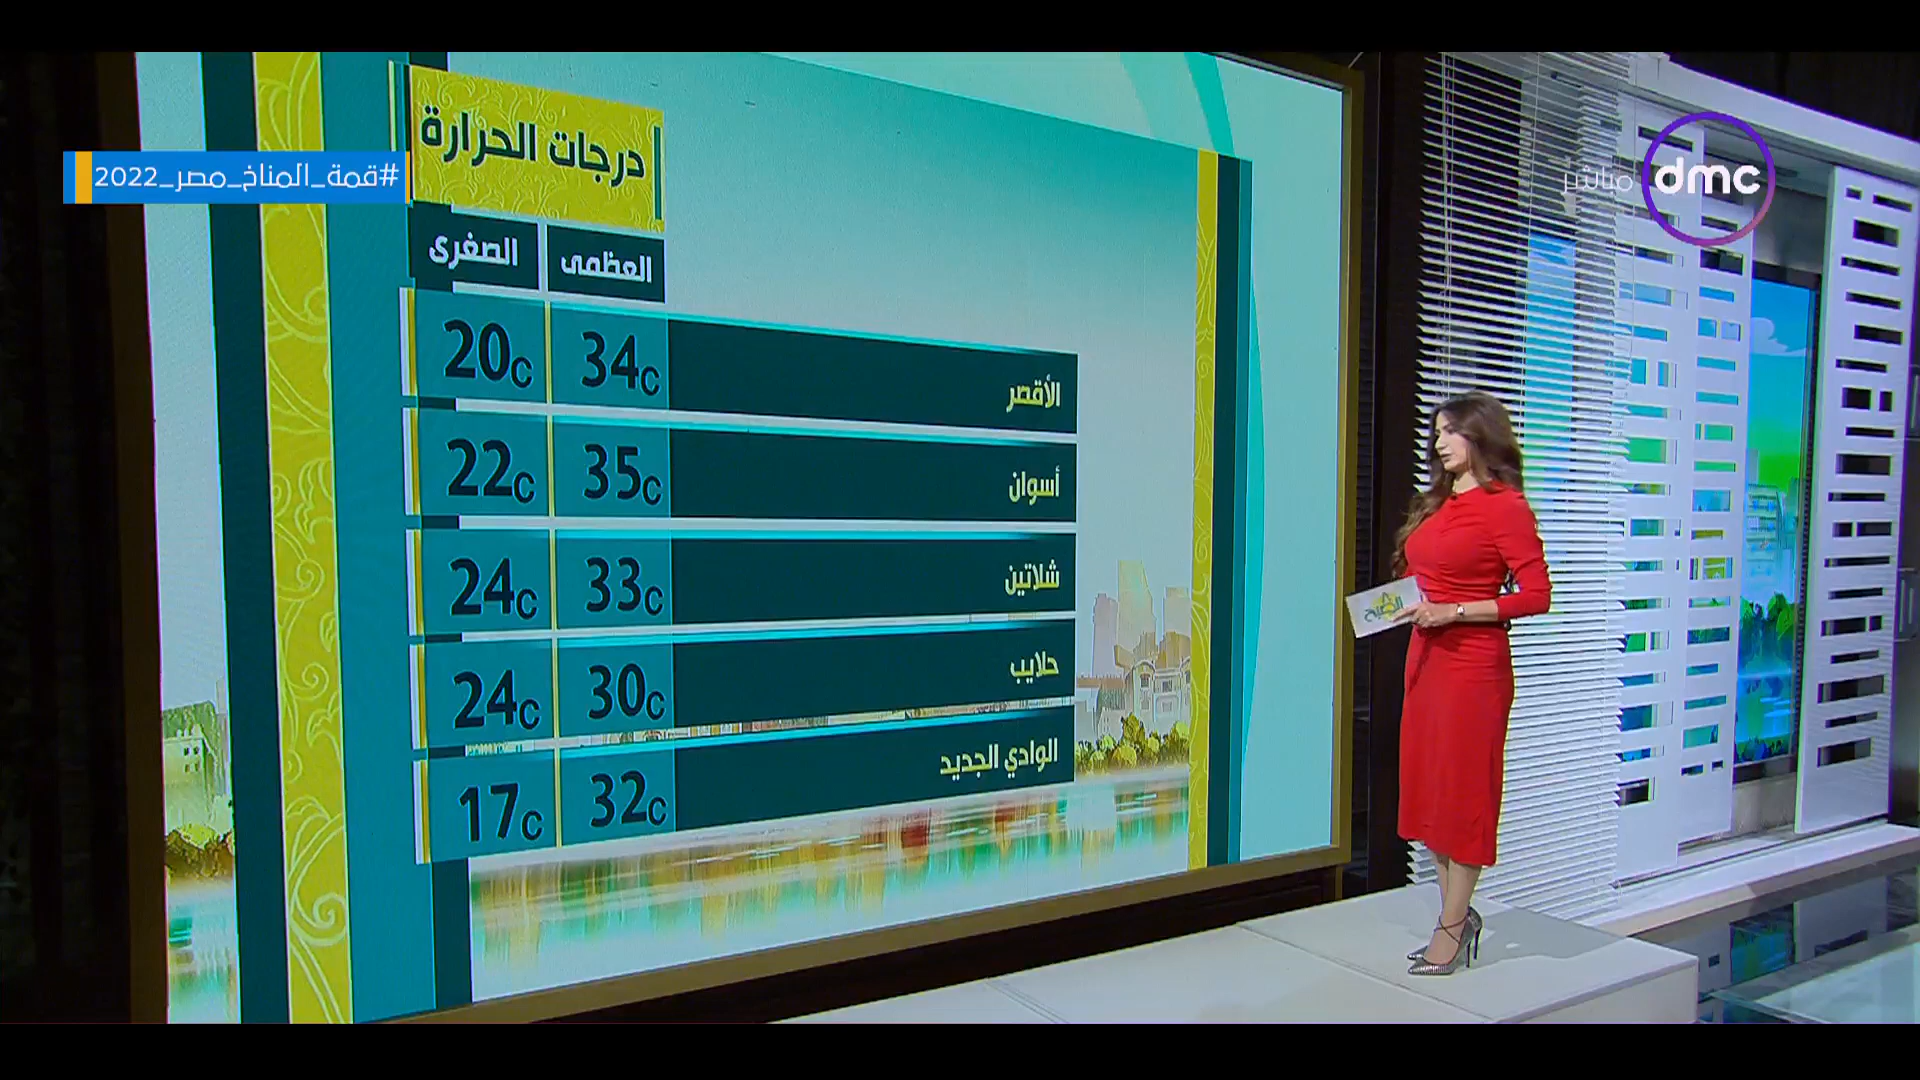 درجات الحرارة
#قمة_المناخ_مصر_2022
مباشر dmc
العظمى الصغرى
الأقصر 34c 20c
أسوان 35c 22c
شلاتين 33c 24c
حلايب 30c 24c
الوادي الجديد 32c 17c